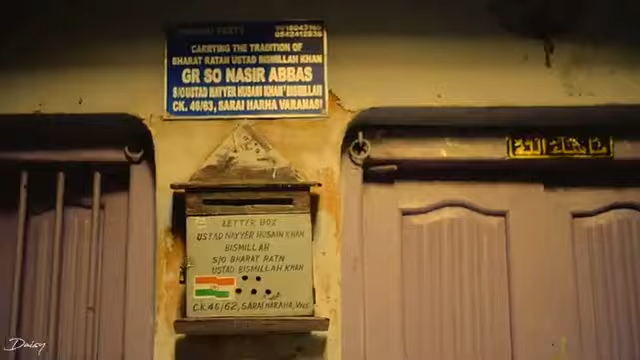 CARRYING THE TRADITION OF
BHARAT RATAN USTAD BISMILLAH KHAN
GR SO NASIR ABBAS
S/O USTAD NAYYER HUSAIN KHAN BISMILLAH
CK. 46/63, SARAI HARHA VARANASI
LETTER BOX
USTAD NAYYER HUSAIN KHAN
BISMILLAH
S/O BHARAT RATN
USTAD BISMILLAH KHAN
C.K. 46/62, SARAI HARAHA, VNS
Daisy